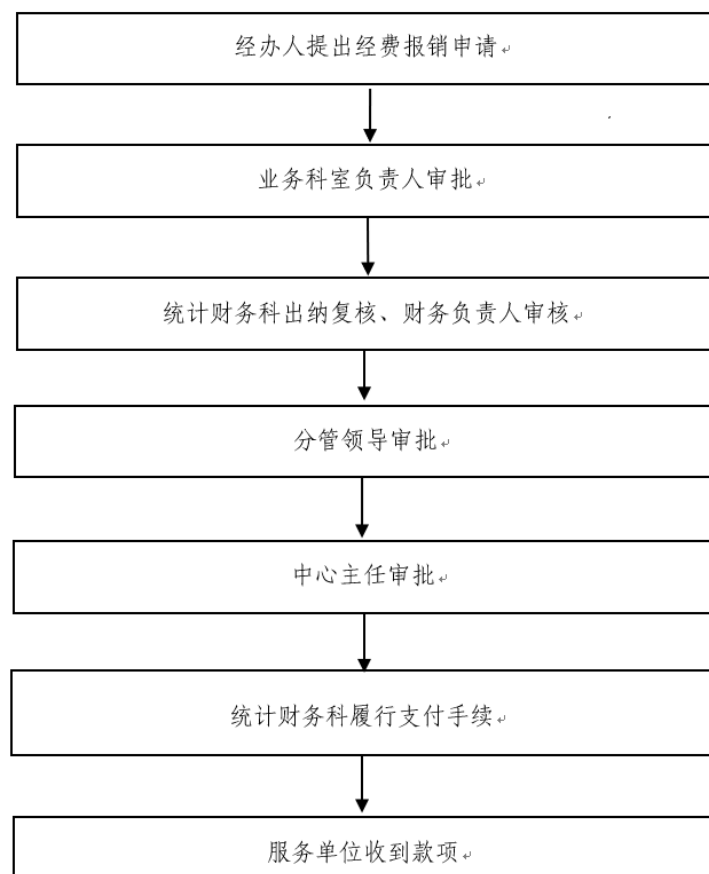 经办人提出经费报销申请
业务科室负责人审批
统计财务科出纳复核、财务负责人审核
分管领导审批
中心主任审批
统计财务科履行支付手续
服务单位收到款项